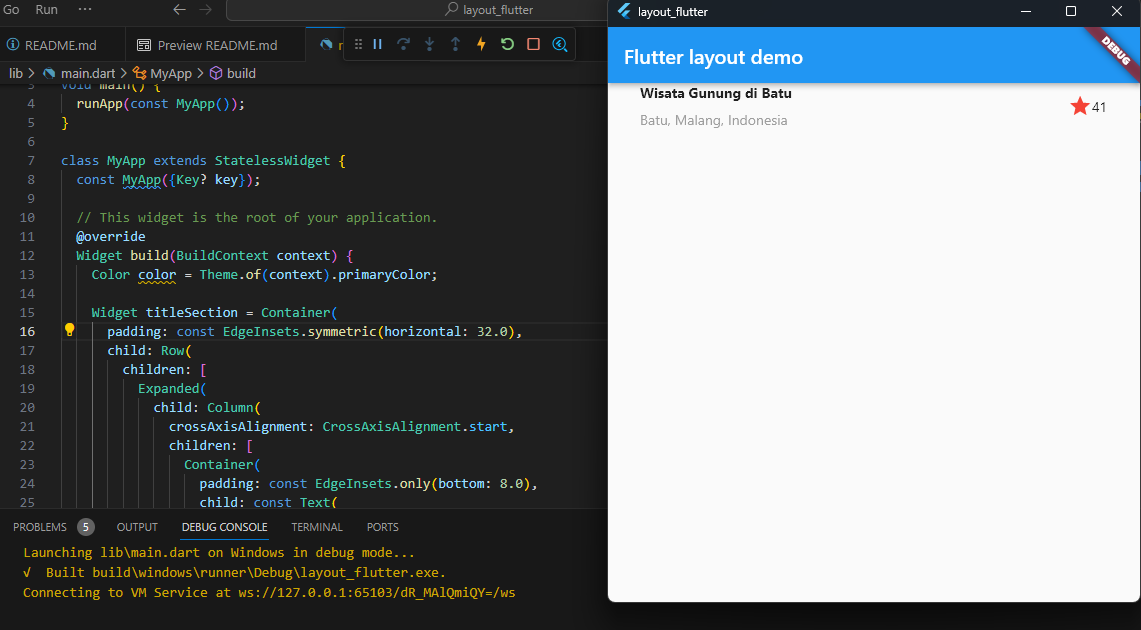 Go Run ··· layout_flutter
README.md Preview README.md
lib > main.dart > MyApp > build
3 void main() {
4 runApp(const MyApp());
5 }
6
7 class MyApp extends StatelessWidget {
8 const MyApp({Key? key});
9
10 // This widget is the root of your application.
11 @override
12 Widget build(BuildContext context) {
13 Color color = Theme.of(context).primaryColor;
14
15 Widget titleSection = Container(
16 padding: const EdgeInsets.symmetric(horizontal: 32.0),
17 child: Row(
18 children: [
19 Expanded(
20 child: Column(
21 crossAxisAlignment: CrossAxisAlignment.start,
22 children: [
23 Container(
24 padding: const EdgeInsets.only(bottom: 8.0),
25 child: const Text(
PROBLEMS 5 OUTPUT DEBUG CONSOLE TERMINAL PORTS
Launching lib\main.dart on Windows in debug mode...
√ Built build\windows\runner\Debug\layout_flutter.exe.
Connecting to VM Service at ws://127.0.0.1:65103/dR_MAlQmiQY=/ws
layout_flutter
Flutter layout demo
DEBUG
Wisata Gunung di Batu
Batu, Malang, Indonesia
41